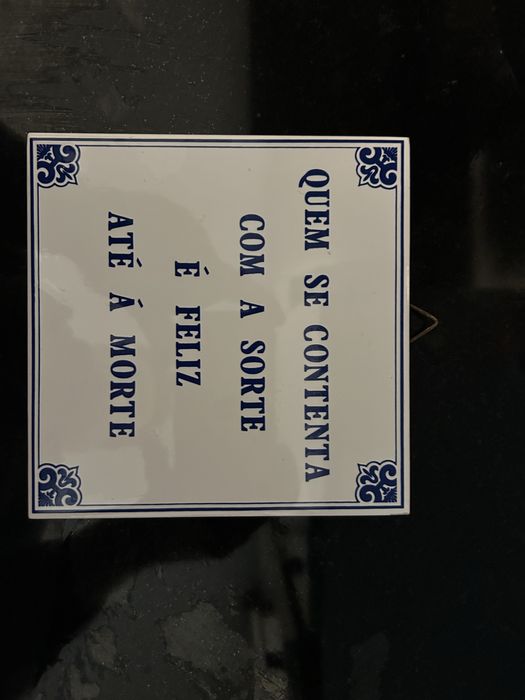 QUEM SE CONTENTA
COM A SORTE
É FELIZ
ATÉ Á MORTE